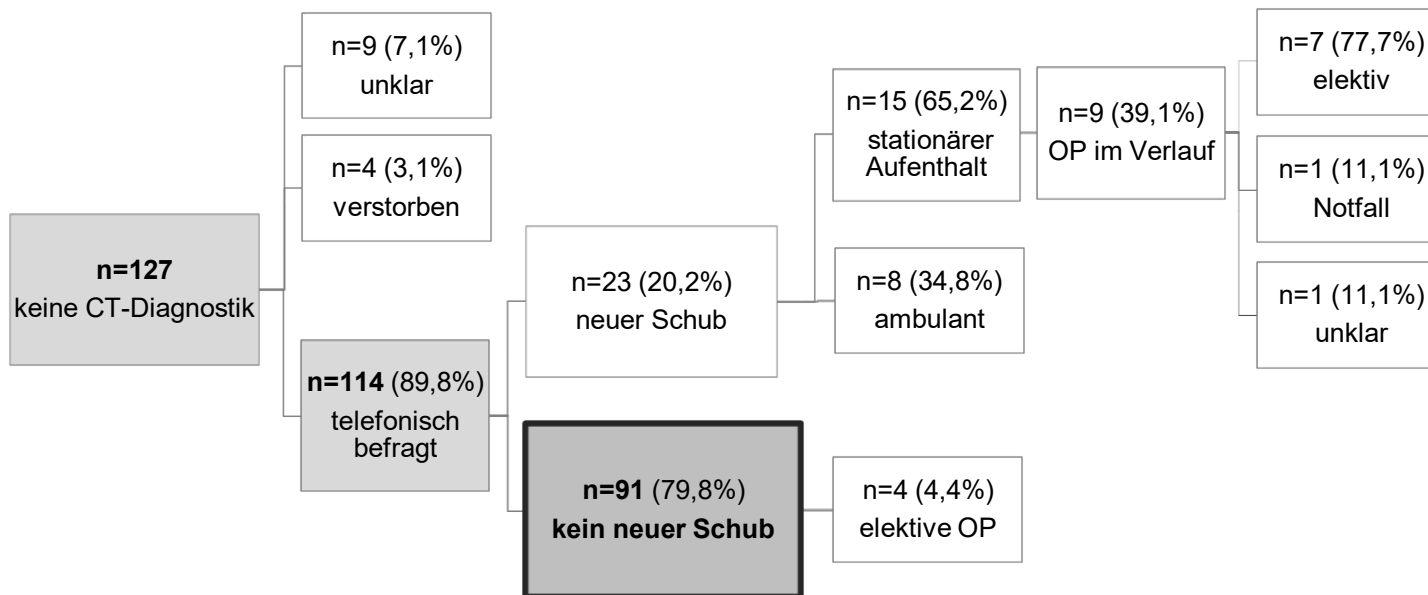 n=127
keine CT-Diagnostik
n=9 (7,1%)
unklar
n=4 (3,1%)
verstorben
n=114 (89,8%)
telefonisch
befragt
n=23 (20,2%)
neuer Schub
n=91 (79,8%)
kein neuer Schub
n=15 (65,2%)
stationärer
Aufenthalt
n=8 (34,8%)
ambulant
n=4 (4,4%)
elektive OP
n=9 (39,1%)
OP im Verlauf
n=7 (77,7%)
elektiv
n=1 (11,1%)
Notfall
n=1 (11,1%)
unklar